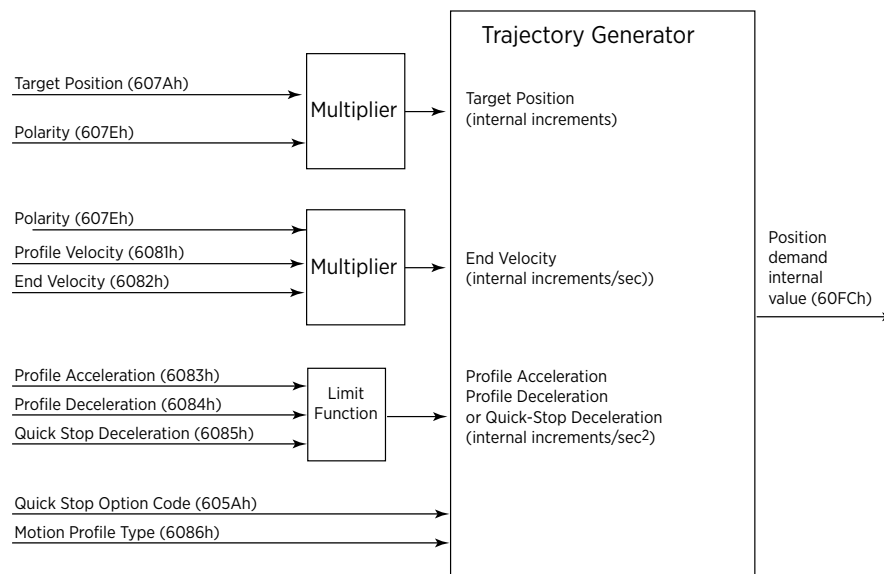 Trajectory Generator
Target Position (607Ah)
Polarity (607Eh)
Multiplier
Target Position
(internal increments)
Polarity (607Eh)
Profile Velocity (6081h)
End Velocity (6082h)
Multiplier
End Velocity
(internal increments/sec))
Position
demand
internal
value (60FCh)
Profile Acceleration (6083h)
Profile Deceleration (6084h)
Quick Stop Deceleration (6085h)
Limit
Function
Profile Acceleration
Profile Deceleration
or Quick-Stop Deceleration
(internal increments/sec²)
Quick Stop Option Code (605Ah)
Motion Profile Type (6086h)